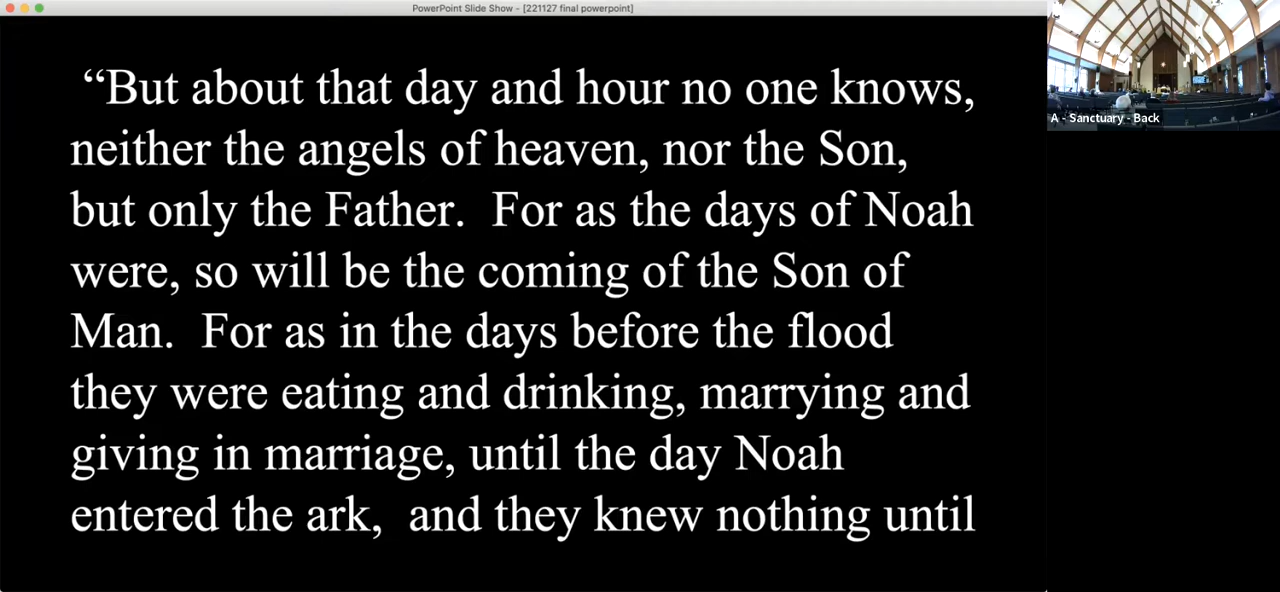 PowerPoint Slide Show - [221127 final powerpoint]
“But about that day and hour no one knows,
neither the angels of heaven, nor the Son,
but only the Father.  For as the days of Noah
were, so will be the coming of the Son of
Man.  For as in the days before the flood
they were eating and drinking, marrying and
giving in marriage, until the day Noah
entered the ark,  and they knew nothing until
A - Sanctuary - Back